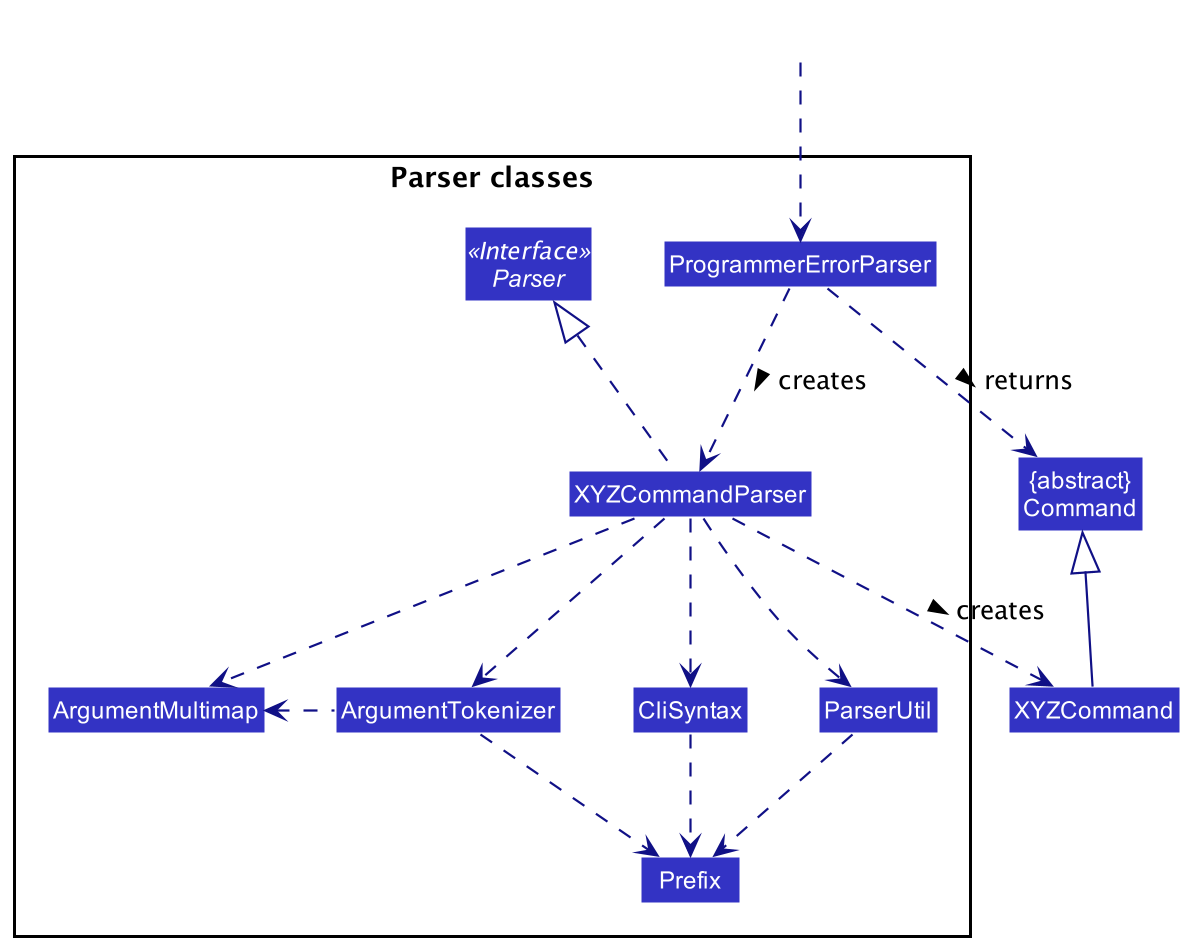 Parser classes
«Interface»
Parser
ProgrammerErrorParser
creates
returns
{abstract}
Command
XYZCommandParser
creates
ArgumentMultimap
ArgumentTokenizer
CliSyntax
ParserUtil
XYZCommand
Prefix